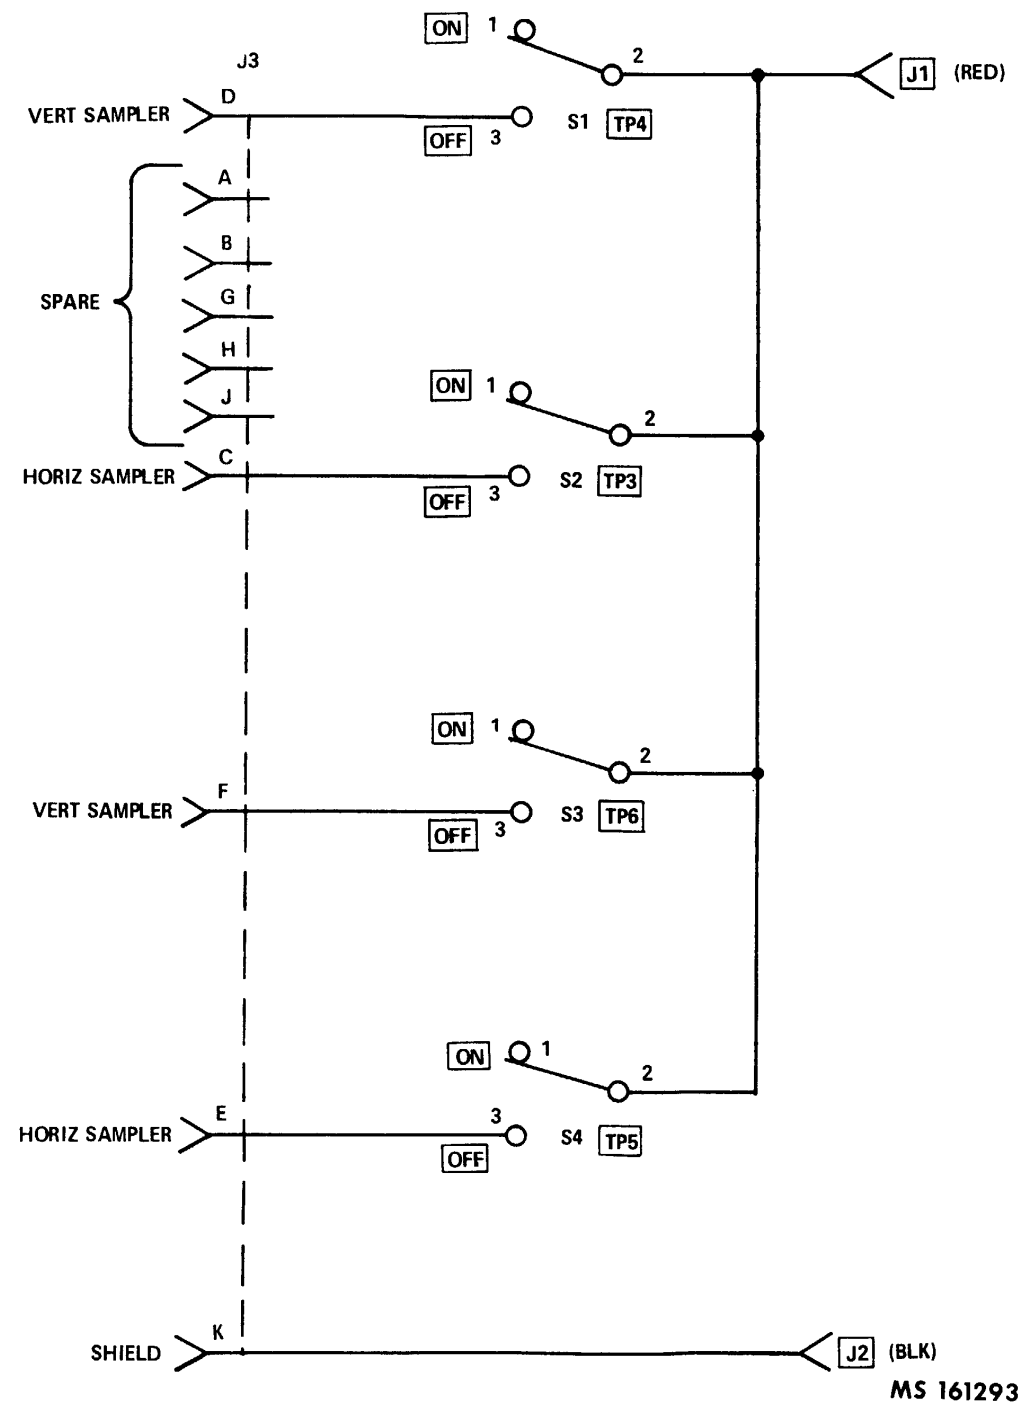 ON 1
2
J3
J1 (RED)
D
VERT SAMPLER
OFF 3
S1 TP4
A
B
SPARE
G
H
J
ON 1
2
C
HORIZ SAMPLER
OFF 3
S2 TP3
ON 1
2
F
VERT SAMPLER
OFF 3
S3 TP6
ON 1
2
E
HORIZ SAMPLER
3
OFF
S4 TP5
K
SHIELD
J2 (BLK)
MS 161293